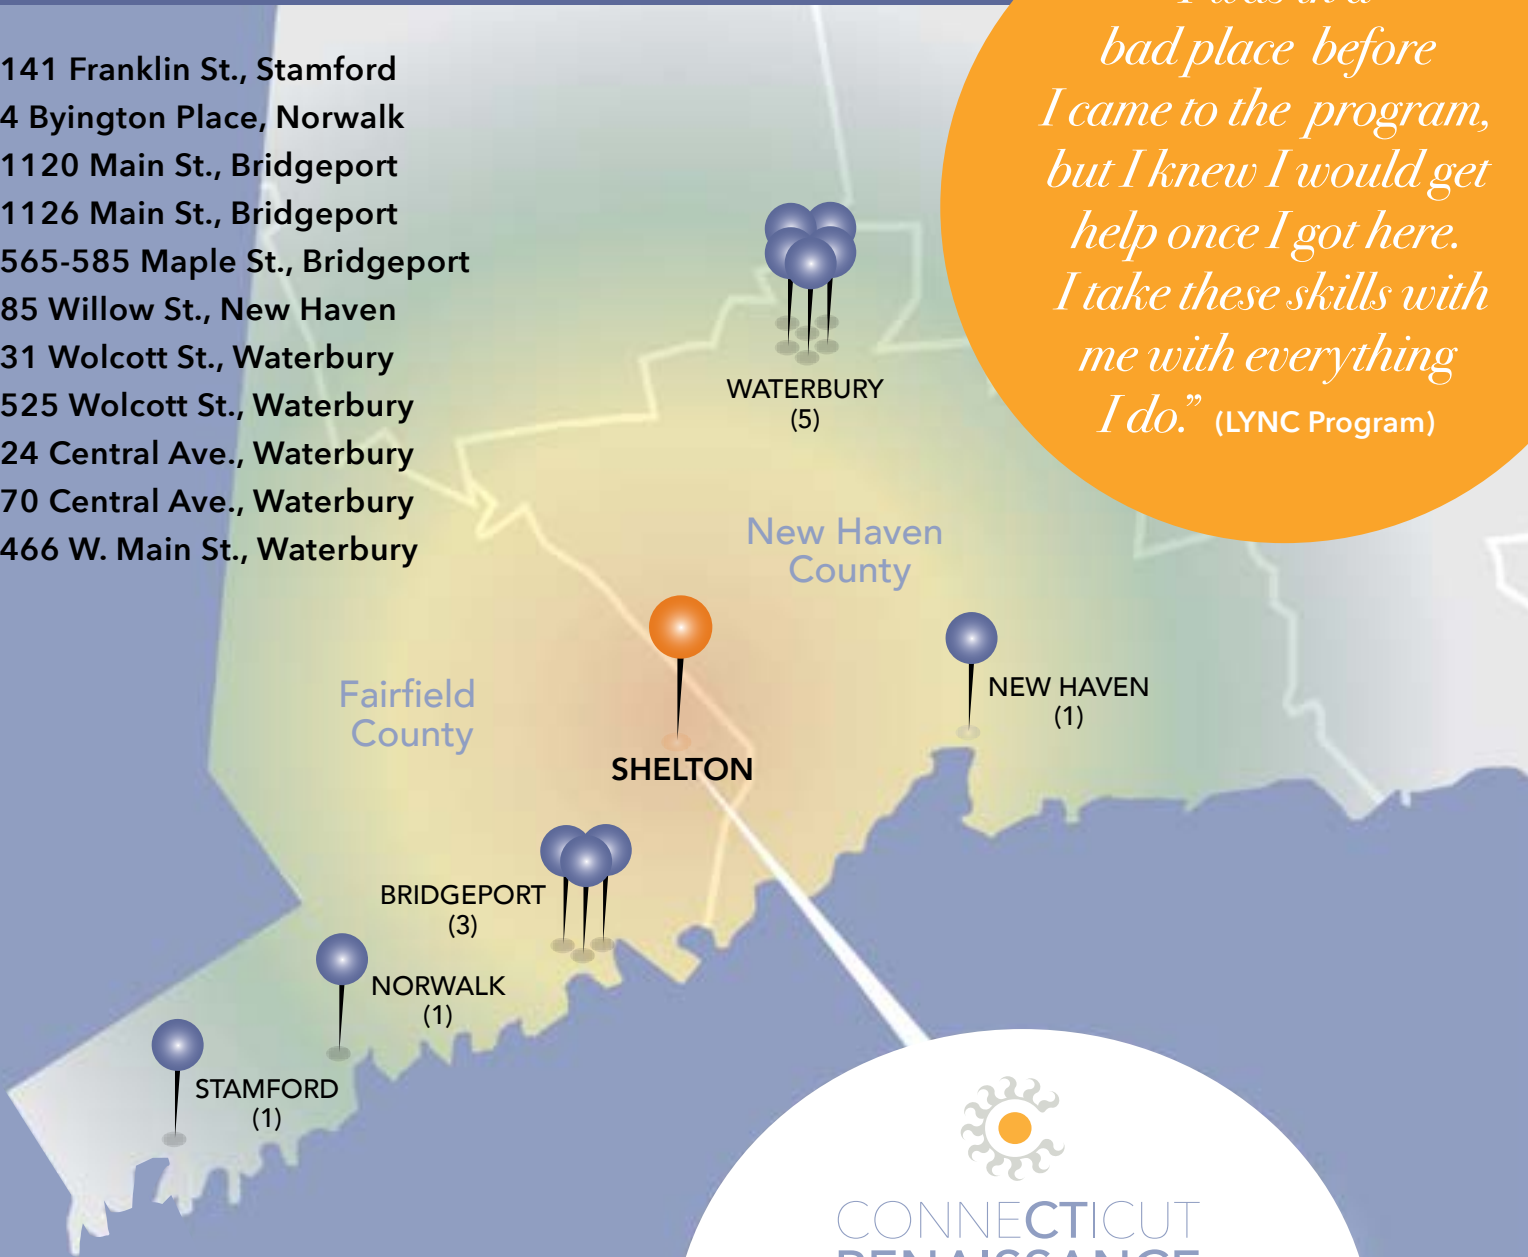 141 Franklin St., Stamford
4 Byington Place, Norwalk
1120 Main St., Bridgeport
1126 Main St., Bridgeport
565-585 Maple St., Bridgeport
85 Willow St., New Haven
31 Wolcott St., Waterbury
525 Wolcott St., Waterbury
24 Central Ave., Waterbury
70 Central Ave., Waterbury
466 W. Main St., Waterbury
I was in a
bad place before
I came to the program,
but I knew I would get
help once I got here.
I take these skills with
me with everything
I do.” (LYNC Program)
WATERBURY
(5)
New Haven
County
Fairfield
County
SHELTON
NEW HAVEN
(1)
BRIDGEPORT
(3)
NORWALK
(1)
STAMFORD
(1)
CONNECTICUT
RENAISSANCE